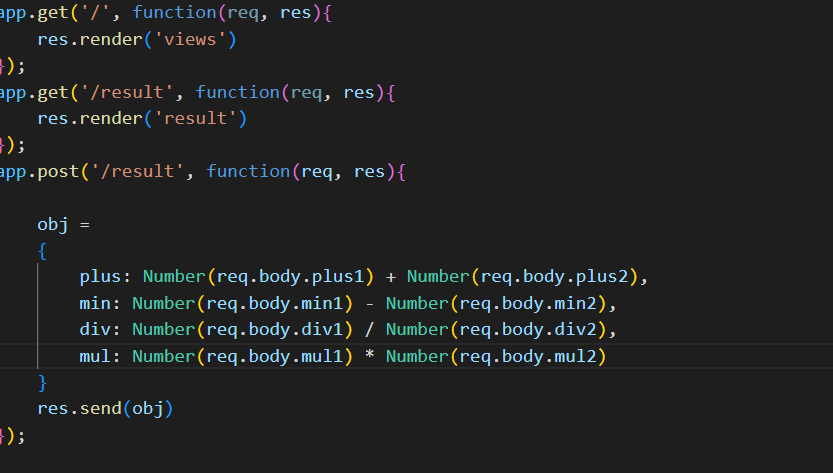 app.get('/', function(req, res){
    res.render('views')
});
app.get('/result', function(req, res){
    res.render('result')
});
app.post('/result', function(req, res){
    obj =
    {
        plus: Number(req.body.plus1) + Number(req.body.plus2),
        min: Number(req.body.min1) - Number(req.body.min2),
        div: Number(req.body.div1) / Number(req.body.div2),
        mul: Number(req.body.mul1) * Number(req.body.mul2)
    }
    res.send(obj)
});